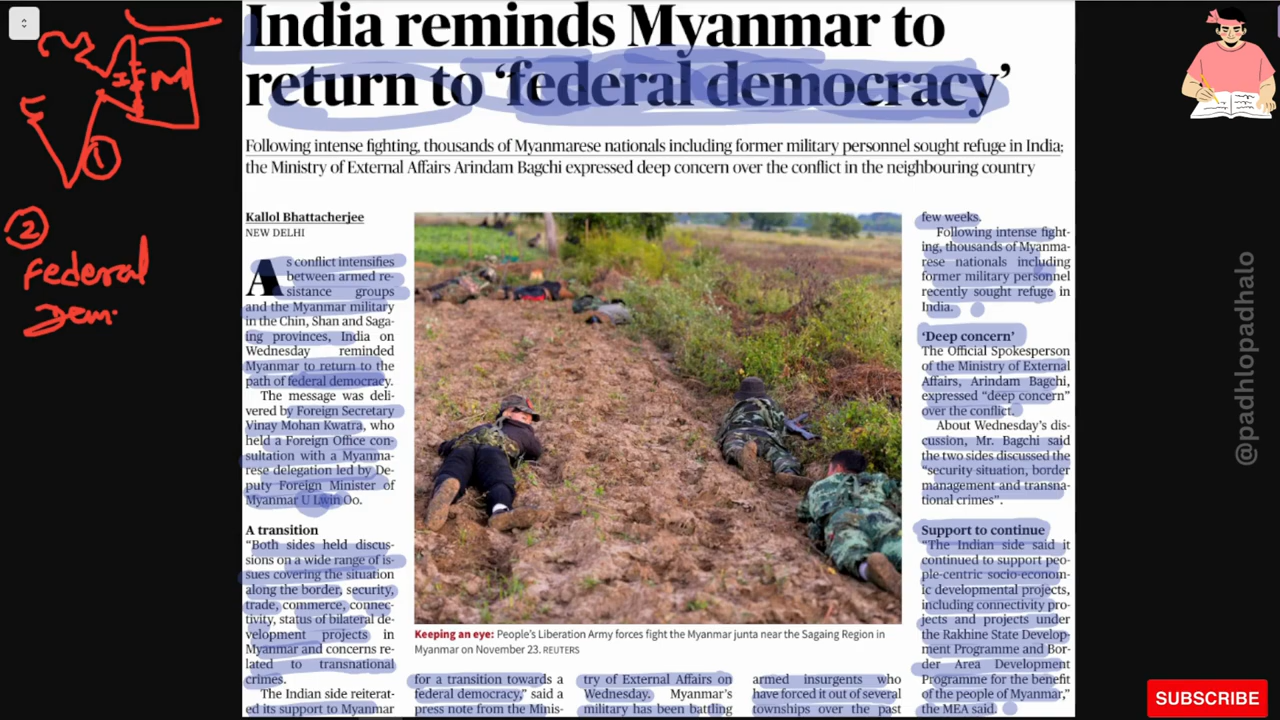 India reminds Myanmar to
return to ‘federal democracy’
Following intense fighting, thousands of Myanmarese nationals including former military personnel sought refuge in India;
the Ministry of External Affairs Arindam Bagchi expressed deep concern over the conflict in the neighbouring country
M
I
1
2
federal
Dem.
Kallol Bhattacherjee
NEW DELHI
As conflict intensifies
between armed re-
sistance groups
and the Myanmar military
in the Chin, Shan and Saga-
ing provinces, India on
Wednesday reminded
Myanmar to return to the
path of federal democracy.
The message was deli-
vered by Foreign Secretary
Vinay Mohan Kwatra, who
held a Foreign Office con-
sultation with a Myanma-
rese delegation led by De-
puty Foreign Minister of
Myanmar U Lwin Oo.
A transition
“Both sides held discus-
sions on a wide range of is-
sues covering the situation
along the border, security,
trade, commerce, connec-
tivity, status of bilateral de-
velopment projects in
Myanmar and concerns re-
lated to transnational
crimes.
The Indian side reiterat-
ed its support to Myanmar
Keeping an eye: People’s Liberation Army forces fight the Myanmar junta near the Sagaing Region in
Myanmar on November 23. REUTERS
for a transition towards a
federal democracy,” said a
press note from the Minis-
try of External Affairs on
Wednesday. Myanmar’s
military has been battling
armed insurgents who
have forced it out of several
townships over the past
few weeks.
Following intense fight-
ing, thousands of Myanma-
rese nationals including
former military personnel
recently sought refuge in
India.
‘Deep concern’
The Official Spokesperson
of the Ministry of External
Affairs, Arindam Bagchi,
expressed “deep concern”
over the conflict.
About Wednesday’s dis-
cussion, Mr. Bagchi said
the two sides discussed the
“security situation, border
management and transna-
tional crimes”.
Support to continue
“The Indian side said it
continued to support peo-
ple-centric socio-econom-
ic developmental projects,
including connectivity pro-
jects and projects under
the Rakhine State Develop-
ment Programme and Bor-
der Area Development
Programme for the benefit
of the people of Myanmar,”
the MEA said.
@padhlopadhalo
SUBSCRIBE